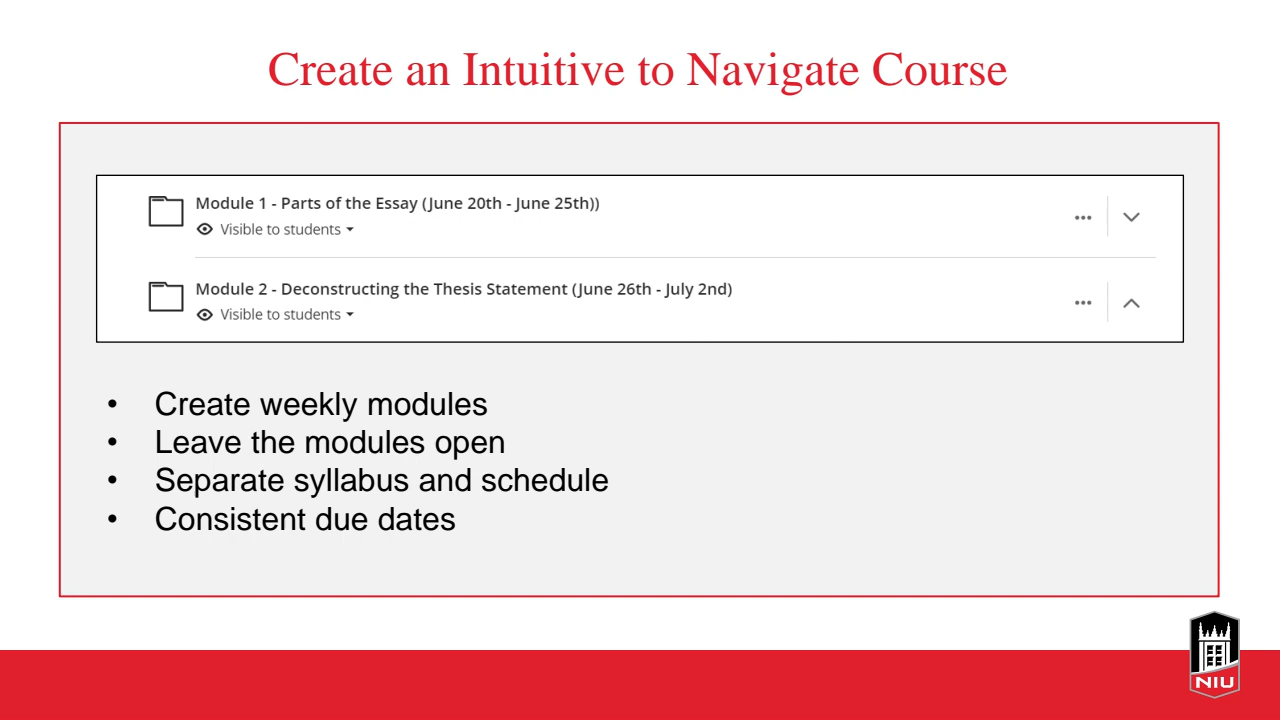 Create an Intuitive to Navigate Course
Module 1 - Parts of the Essay (June 20th - June 25th))
Visible to students
Module 2 - Deconstructing the Thesis Statement (June 26th - July 2nd)
Visible to students
• Create weekly modules
• Leave the modules open
• Separate syllabus and schedule
• Consistent due dates
NIU